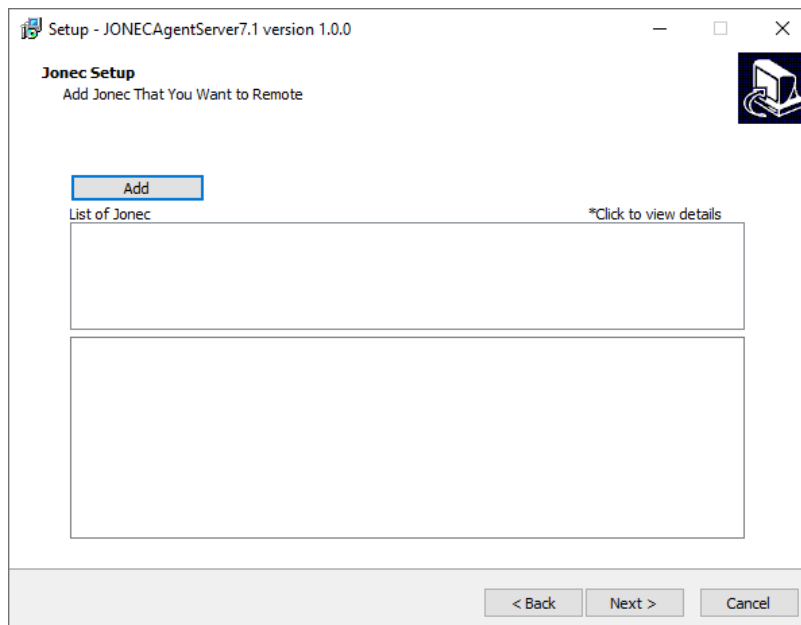 Setup - JONECAgentServer7.1 version 1.0.0
Jonec Setup
Add Jonec That You Want to Remote
Add
List of Jonec *Click to view details
< Back Next > Cancel